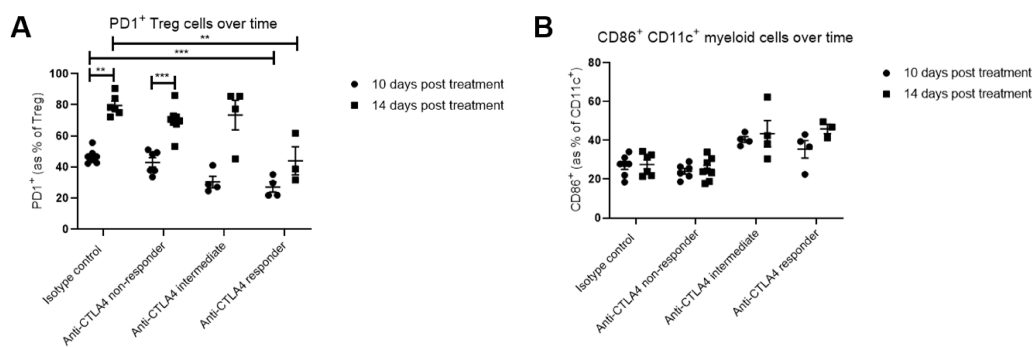 A
PD1+ Treg cells over time
**
***
**
***
PD1+ (as % of Treg)
100
80
60
40
20
0
Isotype control
Anti-CTLA4 non-responder
Anti-CTLA4 intermediate
Anti-CTLA4 responder
10 days post treatment
14 days post treatment
B
CD86+ CD11c+ myeloid cells over time
CD86+ (as % of CD11c+)
80
60
40
20
0
Isotype control
Anti-CTLA4 non-responder
Anti-CTLA4 intermediate
Anti-CTLA4 responder
10 days post treatment
14 days post treatment